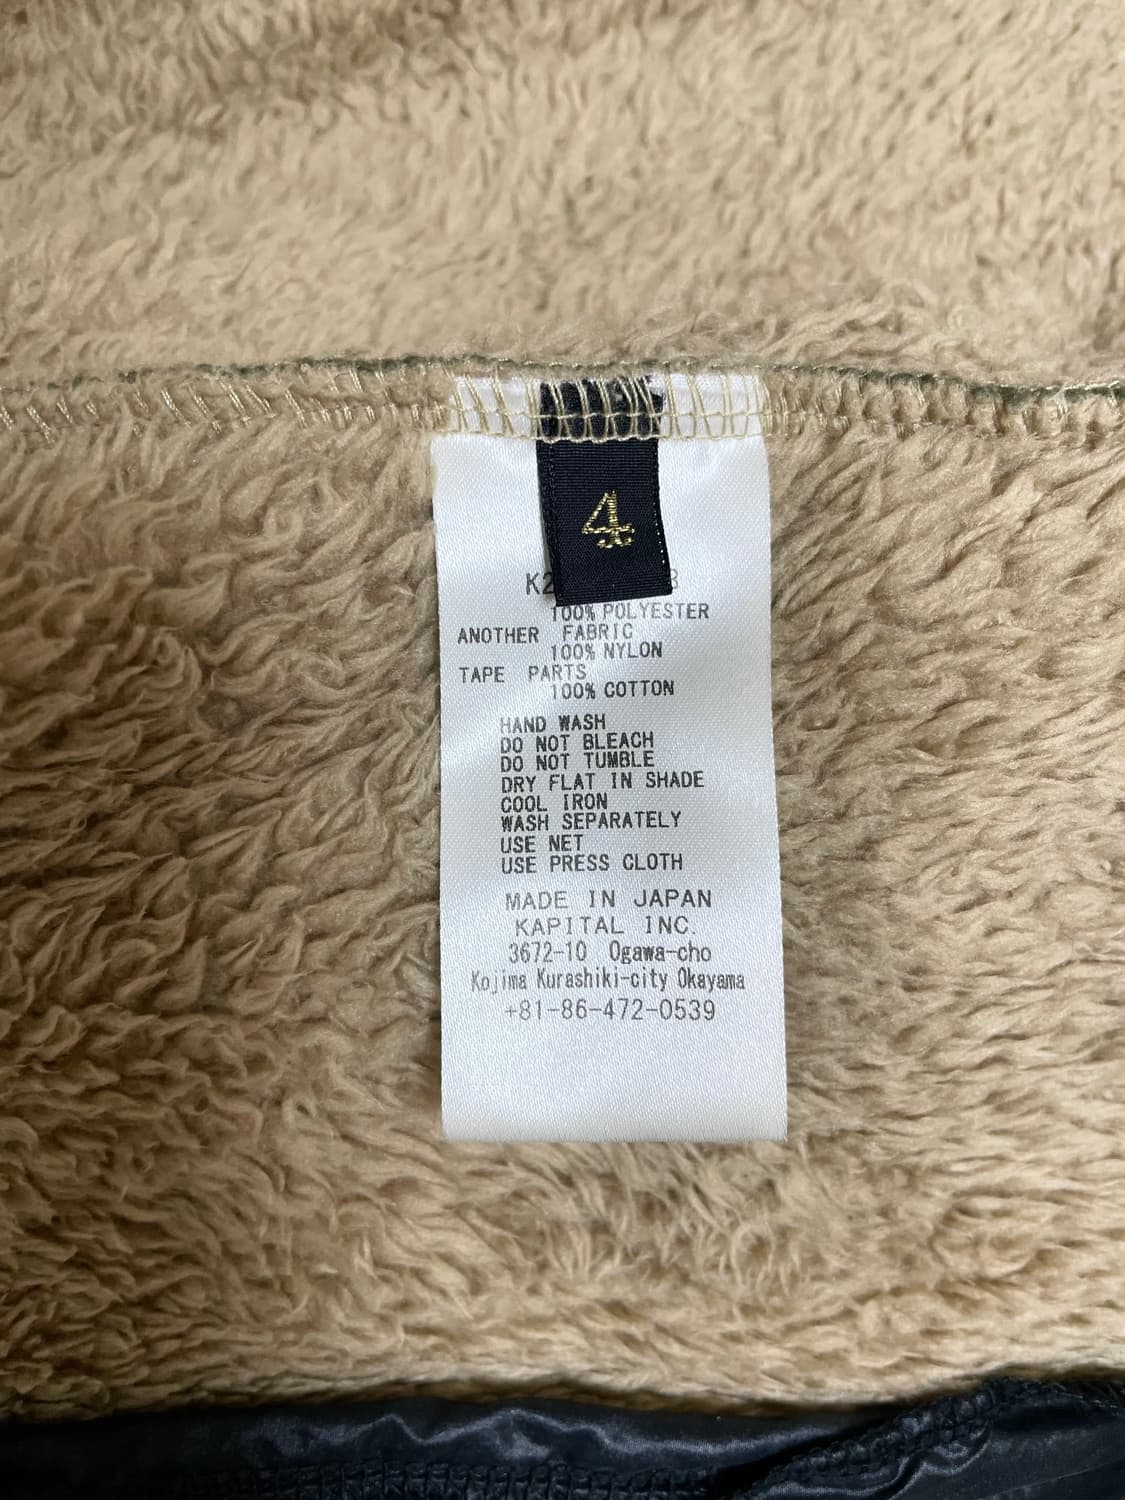 4
100% POLYESTER
ANOTHER FABRIC
100% NYLON
TAPE PARTS
100% COTTON
HAND WASH
DO NOT BLEACH
DO NOT TUMBLE
DRY FLAT IN SHADE
COOL IRON
WASH SEPARATELY
USE NET
USE PRESS CLOTH
MADE IN JAPAN
KAPITAL INC.
3672-10 Ogawa-cho
Kojima Kurashiki-city Okayama
+81-86-472-0539